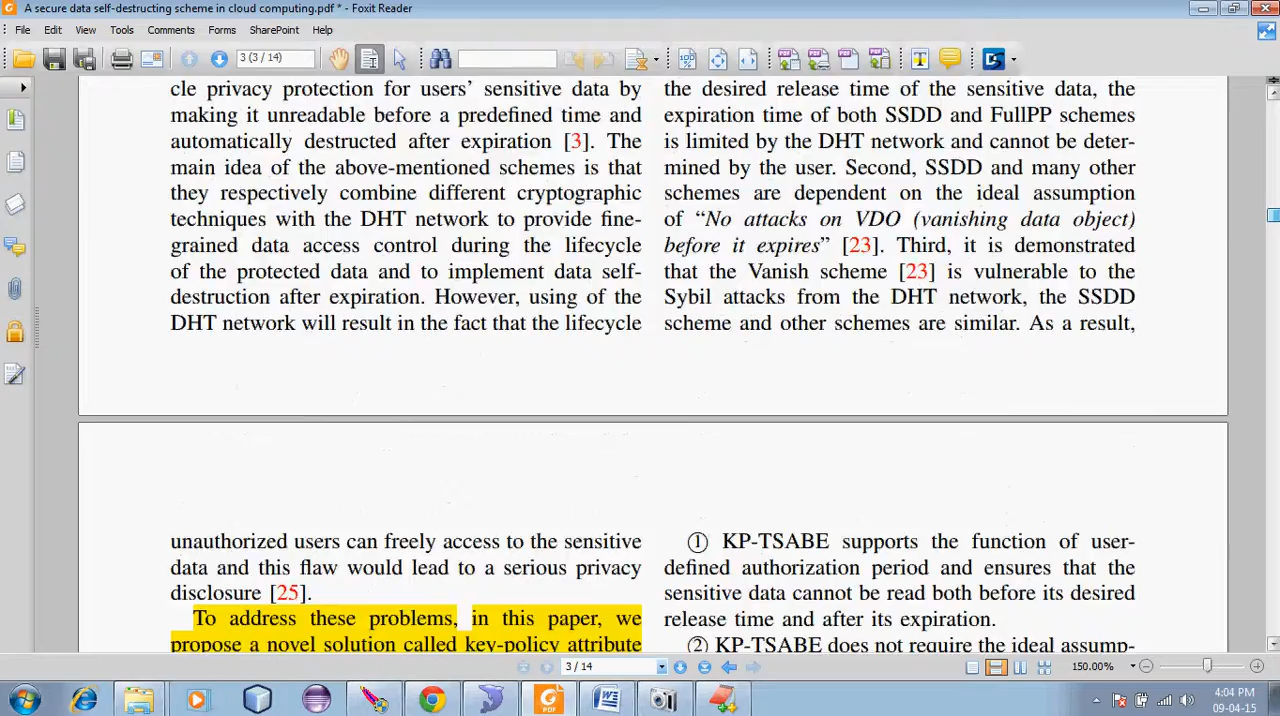 A secure data self-destructing scheme in cloud computing.pdf * - Foxit Reader
File Edit View Tools Comments Forms SharePoint Help
3 (3 / 14)
cle privacy protection for users' sensitive data by
making it unreadable before a predefined time and
automatically destructed after expiration [3]. The
main idea of the above-mentioned schemes is that
they respectively combine different cryptographic
techniques with the DHT network to provide fine-
grained data access control during the lifecycle
of the protected data and to implement data self-
destruction after expiration. However, using of the
DHT network will result in the fact that the lifecycle
the desired release time of the sensitive data, the
expiration time of both SSDD and FullPP schemes
is limited by the DHT network and cannot be deter-
mined by the user. Second, SSDD and many other
schemes are dependent on the ideal assumption
of "No attacks on VDO (vanishing data object)
before it expires" [23]. Third, it is demonstrated
that the Vanish scheme [23] is vulnerable to the
Sybil attacks from the DHT network, the SSDD
scheme and other schemes are similar. As a result,
unauthorized users can freely access to the sensitive
data and this flaw would lead to a serious privacy
disclosure [25].
To address these problems, in this paper, we
propose a novel solution called key-policy attribute
① KP-TSABE supports the function of user-
defined authorization period and ensures that the
sensitive data cannot be read both before its desired
release time and after its expiration.
② KP-TSABE does not require the ideal assump-
3 / 14
150.00%
4:04 PM
09-04-15